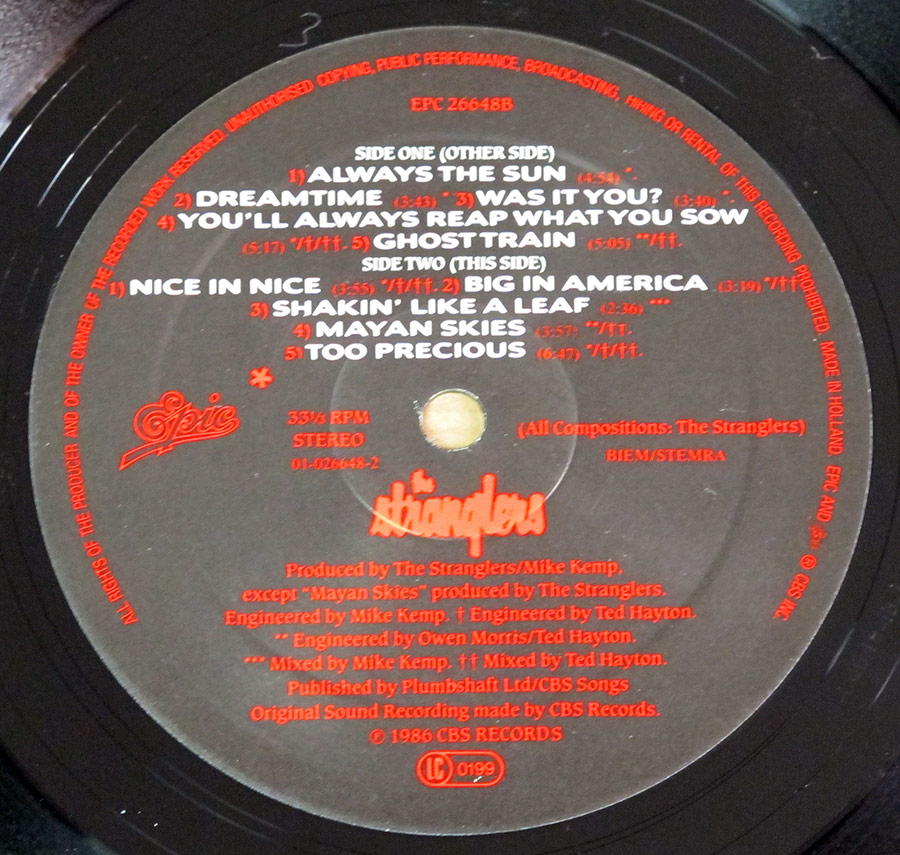 ALL RIGHTS OF THE PRODUCER AND OF THE OWNER OF THE RECORDED WORK RESERVED. UNAUTHORISED COPYING, PUBLIC PERFORMANCE, BROADCASTING, HIRING OR RENTAL OF THIS RECORDING PROHIBITED. MADE IN HOLLAND. EPIC AND ® CBS INC.
EPC 26648B
SIDE ONE (OTHER SIDE)
1) ALWAYS THE SUN (4:54) *.
2) DREAMTIME (3:43) * 3) WAS IT YOU? (3:40) *.
4) YOU'LL ALWAYS REAP WHAT YOU SOW
(5:17) */†/††. 5) GHOST TRAIN (5:05) **/††.
SIDE TWO (THIS SIDE)
1) NICE IN NICE (3:55) */†/††. 2) BIG IN AMERICA (3:19) */††
3) SHAKIN' LIKE A LEAF (2:36) ***
4) MAYAN SKIES (3:57) **/††.
5) TOO PRECIOUS (6:47) */†/††.
Epic
33⅓ RPM
STEREO
01-026648-2
(All Compositions: The Stranglers)
BIEM/STEMRA
the
stranglers
Produced by The Stranglers/Mike Kemp,
except "Mayan Skies" produced by The Stranglers.
Engineered by Mike Kemp. † Engineered by Ted Hayton.
** Engineered by Owen Morris/Ted Hayton.
*** Mixed by Mike Kemp. †† Mixed by Ted Hayton.
Published by Plumbshaft Ltd/CBS Songs
Original Sound Recording made by CBS Records.
℗ 1986 CBS RECORDS
LC 0199